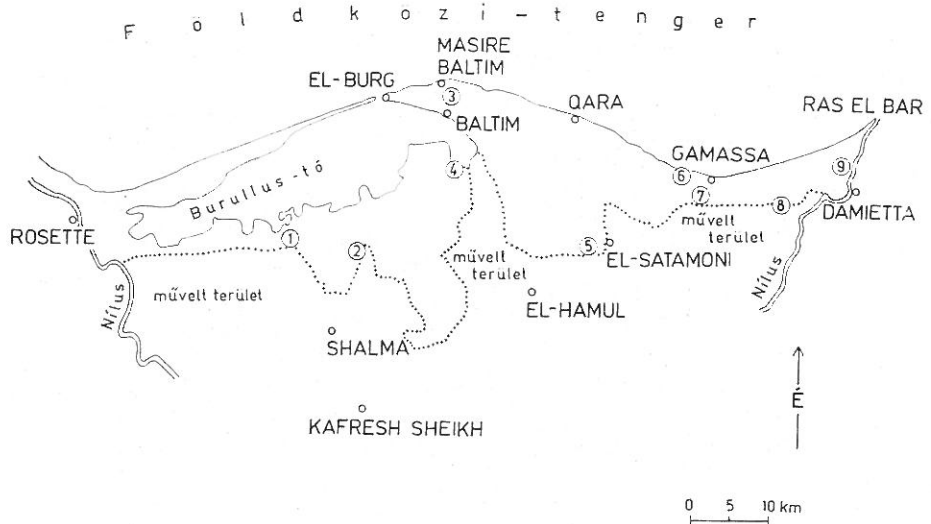 Földközi-tenger
MASIRE
BALTIM
EL-BURG
③
BALTIM
QARA
RAS EL BAR
GAMASSA
④
⑥
⑨
Burullus-tó
⑦
⑧
DAMIETTA
ROSETTE
①
②
művelt
terület
⑤
EL-SATAMONI
művelt
terület
művelt terület
EL-HAMUL
Nílus
Nílus
SHALMA
É
KAFRESH SHEIKH
0 5 10 km